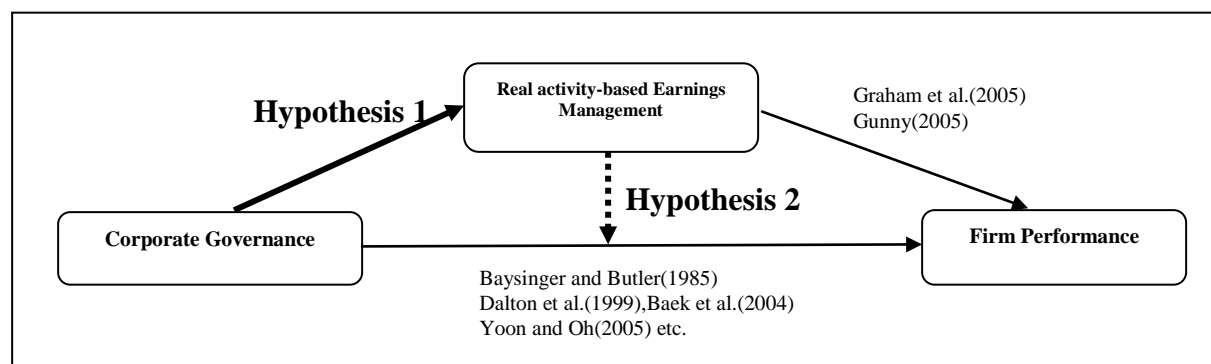 Real activity-based Earnings
Management
Hypothesis 1
Graham et al.(2005)
Gunny(2005)
Hypothesis 2
Corporate Governance
Firm Performance
Baysinger and Butler(1985)
Dalton et al.(1999),Baek et al.(2004)
Yoon and Oh(2005) etc.